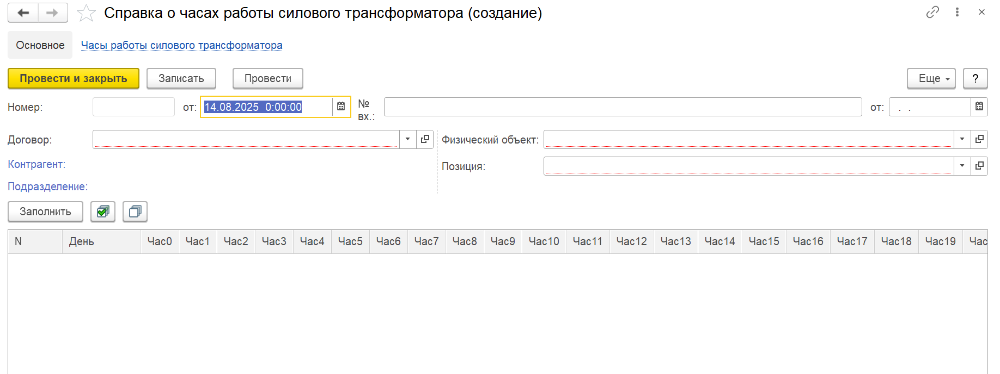 Справка о часах работы силового трансформатора (создание)
Основное Часы работы силового трансформатора
Провести и закрыть Записать Провести Еще ?
Номер: от: 14.08.2025 0:00:00 № вх.: от: . .
Договор: Физический объект:
Контрагент: Позиция:
Подразделение:
Заполнить
N День Час0 Час1 Час2 Час3 Час4 Час5 Час6 Час7 Час8 Час9 Час10 Час11 Час12 Час13 Час14 Час15 Час16 Час17 Час18 Час19 Час